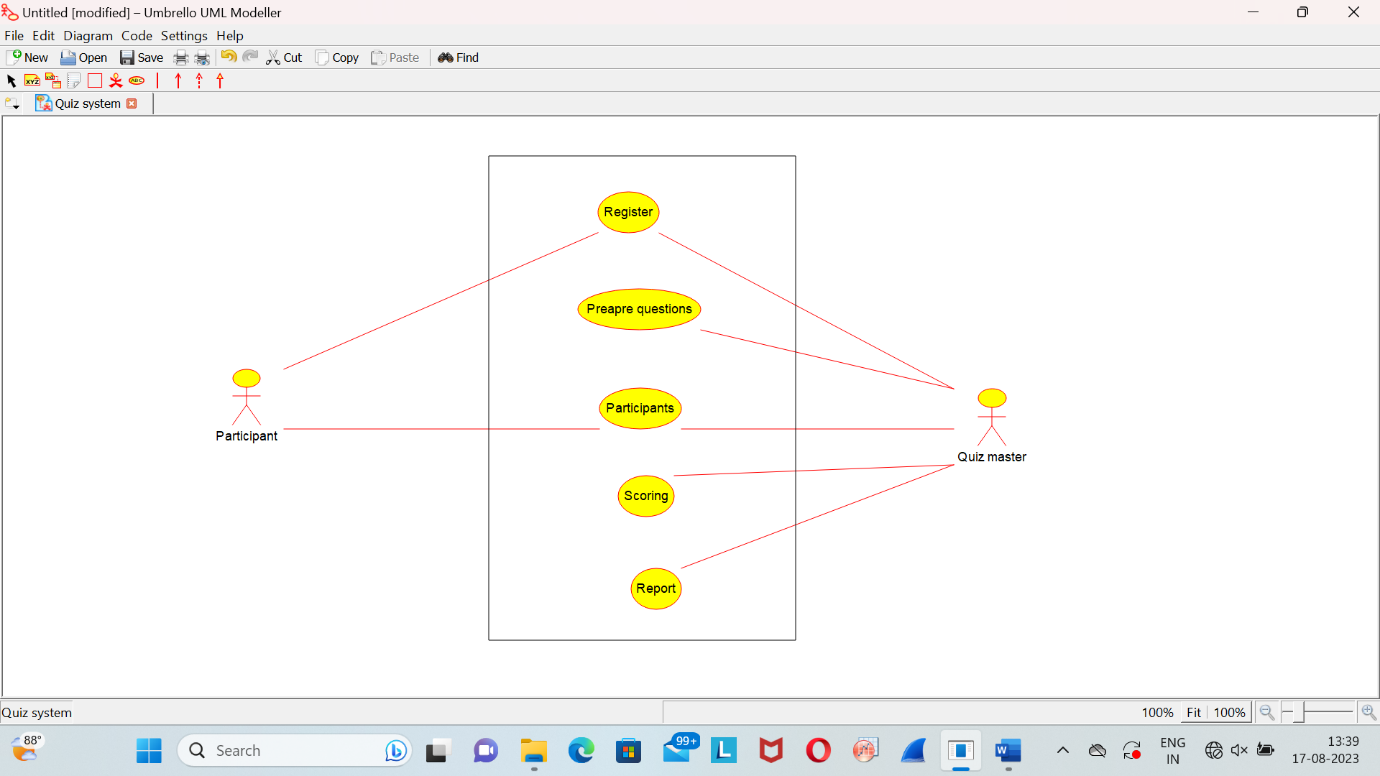 Untitled [modified] – Umbrello UML Modeller
File Edit Diagram Code Settings Help
New Open Save Cut Copy Paste Find
XYZ ABC
Quiz system
Register
Preapre questions
Participants
Participant
Quiz master
Scoring
Report
Quiz system
100% Fit 100%
88°
Search
99+
L
ENG
IN
13:39
17-08-2023